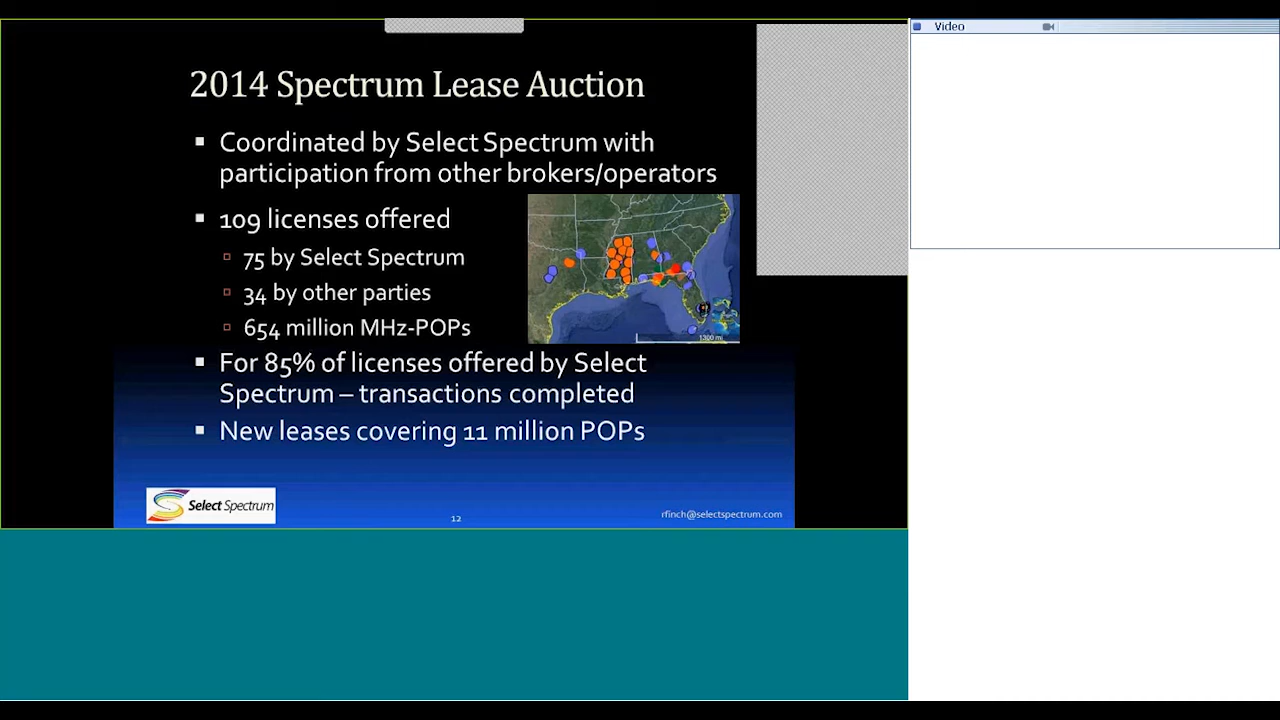 Video
2014 Spectrum Lease Auction
Coordinated by Select Spectrum with
participation from other brokers/operators
109 licenses offered
75 by Select Spectrum
34 by other parties
654 million MHz-POPs
1300 mi
For 85% of licenses offered by Select
Spectrum – transactions completed
New leases covering 11 million POPs
Select Spectrum
12
rfinch@selectspectrum.com